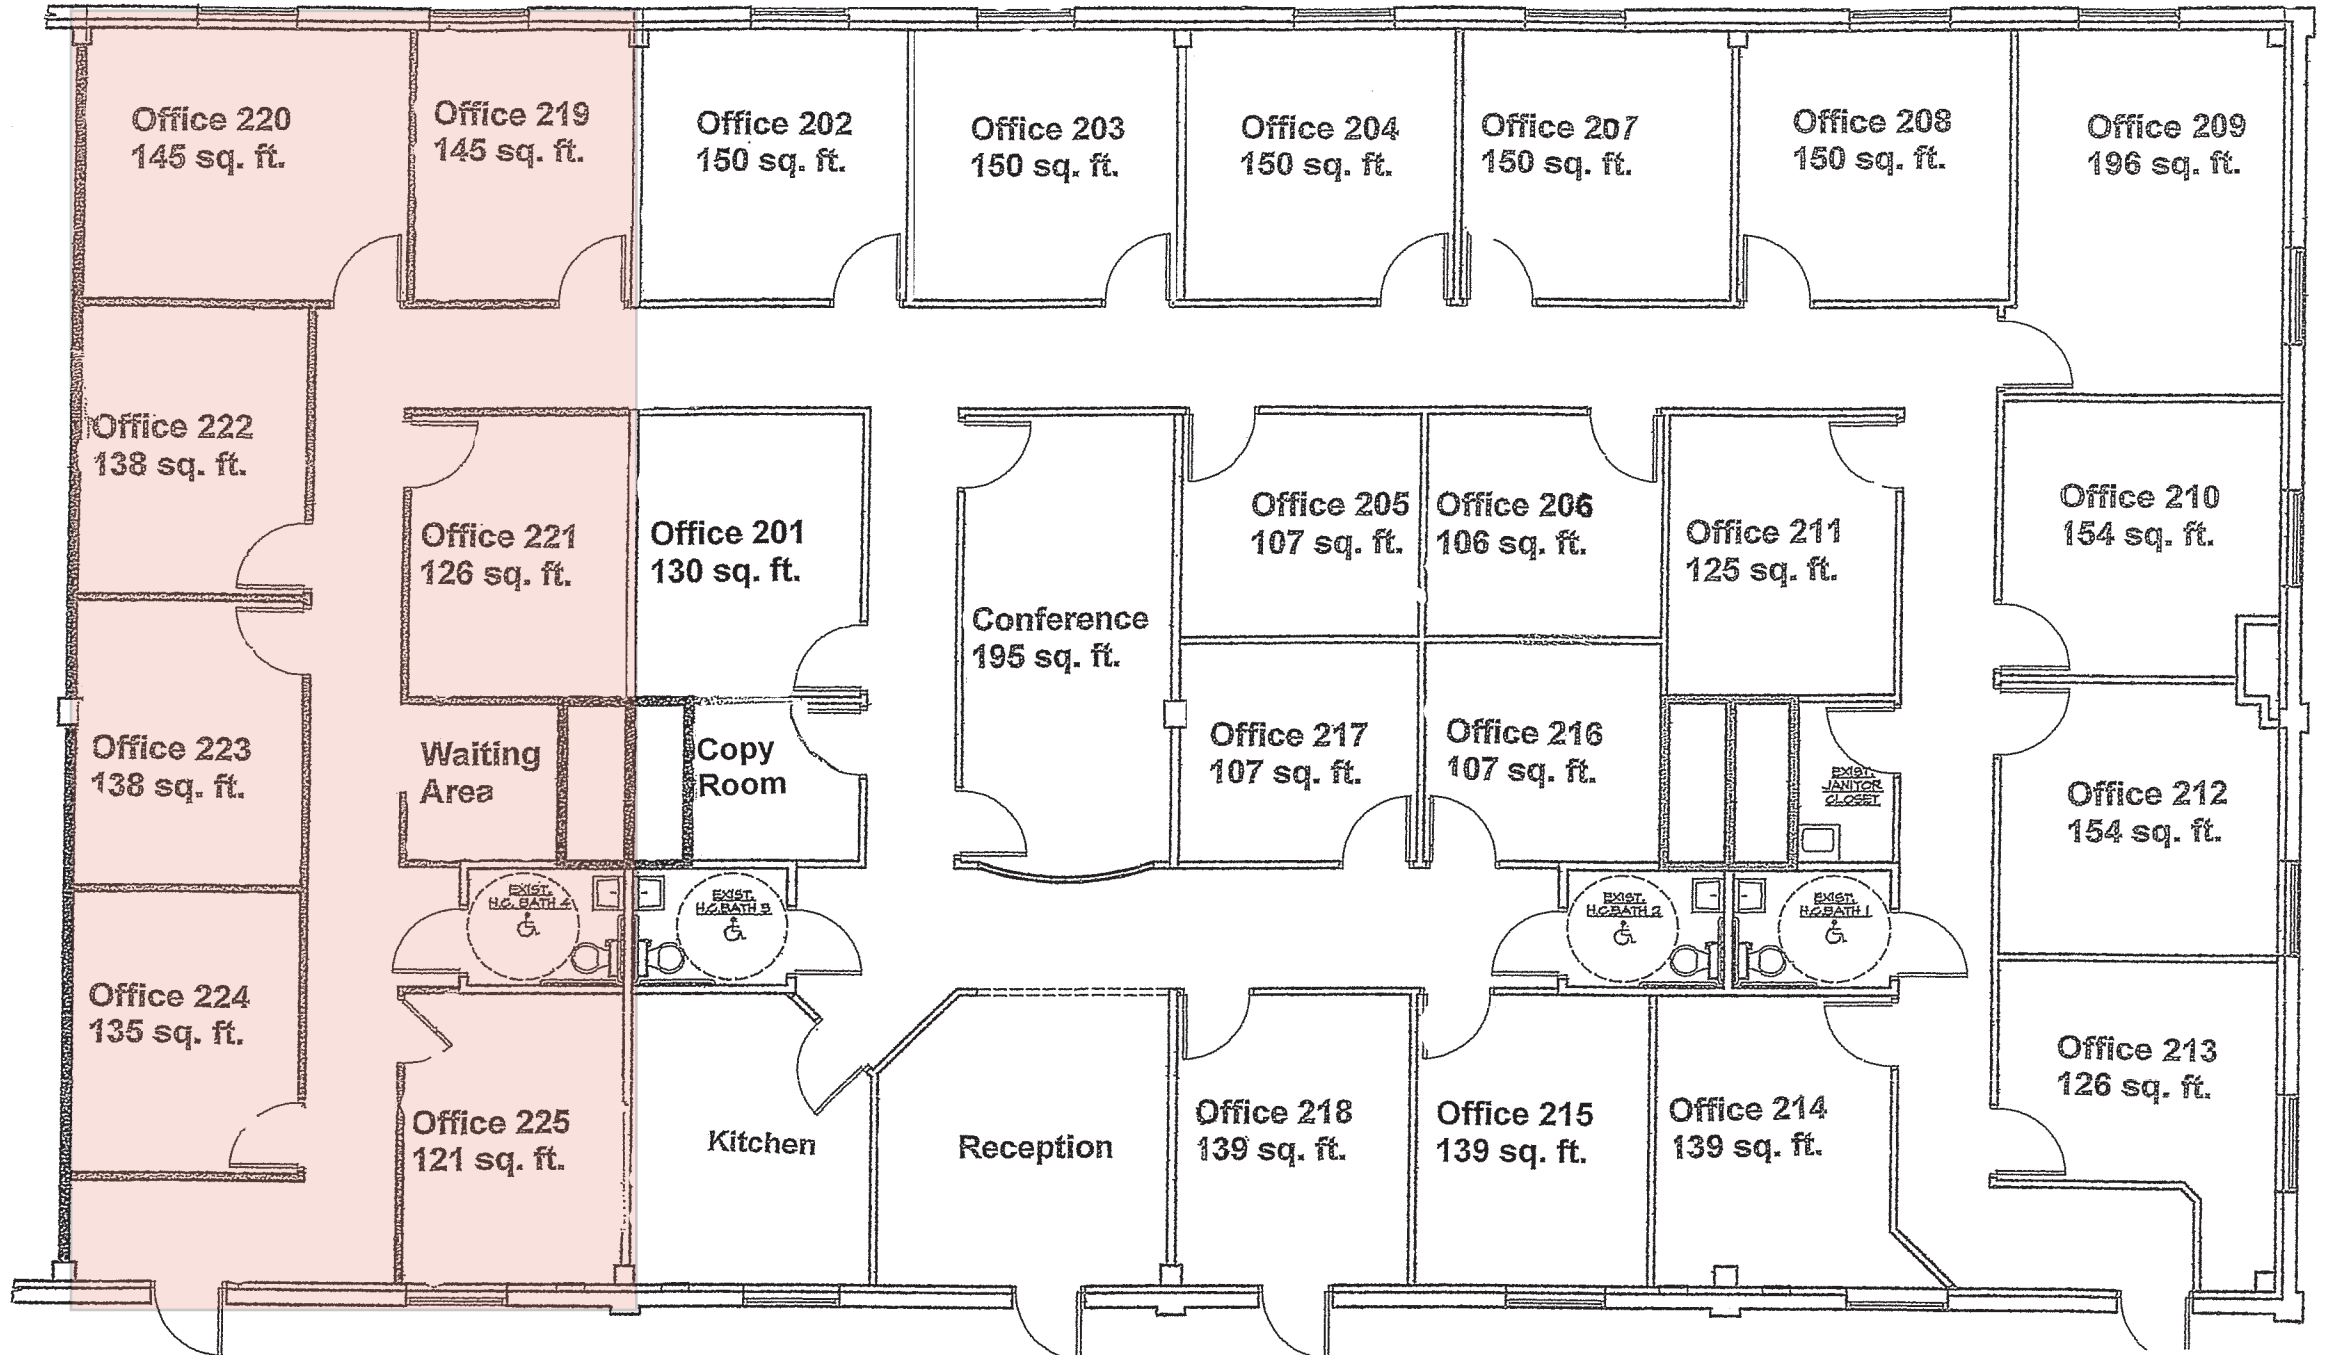 Office 220
145 sq. ft.
Office 219
145 sq. ft.
Office 202
150 sq. ft.
Office 203
150 sq. ft.
Office 204
150 sq. ft.
Office 207
150 sq. ft.
Office 208
150 sq. ft.
Office 209
196 sq. ft.
Office 222
138 sq. ft.
Office 221
126 sq. ft.
Office 201
130 sq. ft.
Conference
195 sq. ft.
Office 205
107 sq. ft.
Office 206
106 sq. ft.
Office 211
125 sq. ft.
Office 210
154 sq. ft.
Office 223
138 sq. ft.
Waiting
Area
Copy
Room
Office 217
107 sq. ft.
Office 216
107 sq. ft.
EXIST.
JANITOR
CLOSET
Office 212
154 sq. ft.
EXIST.
H.C. BATH 4
EXIST.
H.C. BATH 3
EXIST.
H.C. BATH 2
EXIST.
H.C. BATH 1
Office 224
135 sq. ft.
Office 225
121 sq. ft.
Kitchen
Reception
Office 218
139 sq. ft.
Office 215
139 sq. ft.
Office 214
139 sq. ft.
Office 213
126 sq. ft.